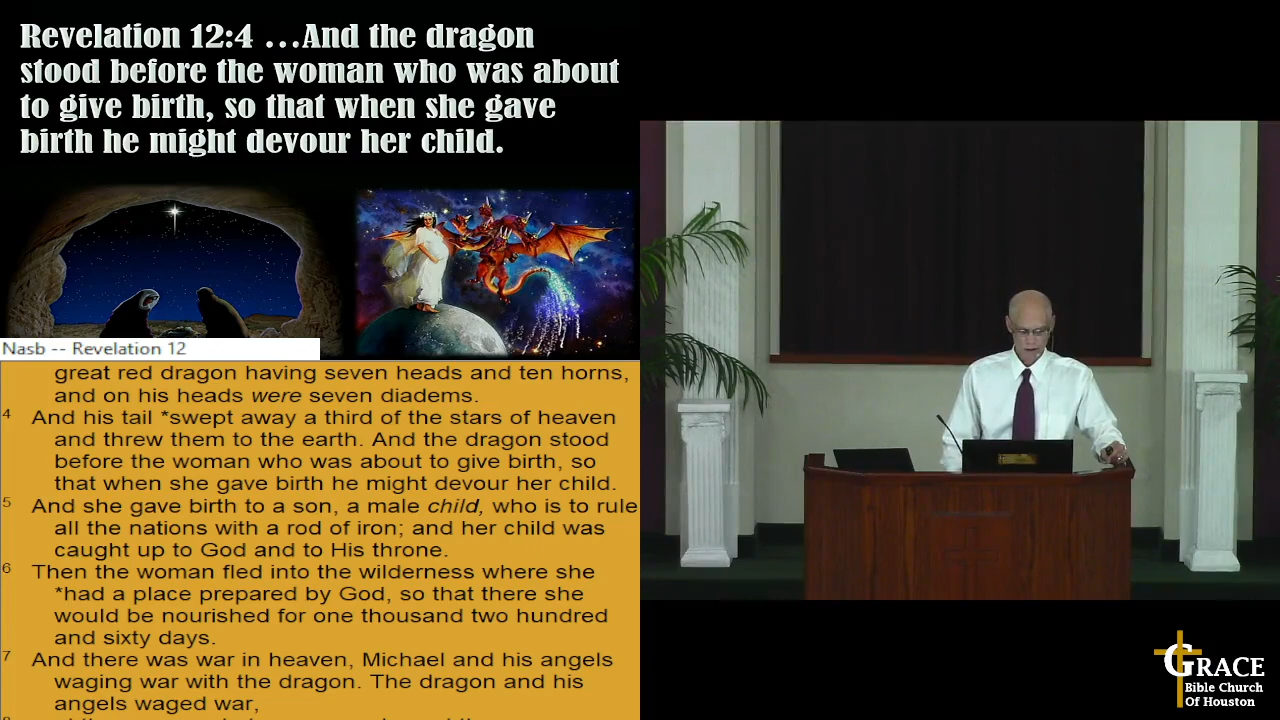 Revelation 12:4 ...And the dragon
stood before the woman who was about
to give birth, so that when she gave
birth he might devour her child.
Nasb -- Revelation 12
great red dragon having seven heads and ten horns,
and on his heads were seven diadems.
4 And his tail *swept away a third of the stars of heaven
and threw them to the earth. And the dragon stood
before the woman who was about to give birth, so
that when she gave birth he might devour her child.
5 And she gave birth to a son, a male child, who is to rule
all the nations with a rod of iron; and her child was
caught up to God and to His throne.
6 Then the woman fled into the wilderness where she
*had a place prepared by God, so that there she
would be nourished for one thousand two hundred
and sixty days.
7 And there was war in heaven, Michael and his angels
waging war with the dragon. The dragon and his
angels waged war,
GRACE
Bible Church
Of Houston